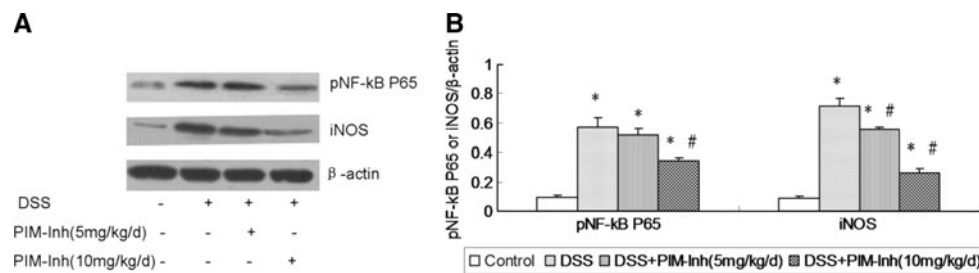 A
pNF-kB P65
iNOS
β-actin
DSS - + + +
PIM-Inh(5mg/kg/d) - - + -
PIM-Inh(10mg/kg/d) - - - +
B
pNF-kB P65 or iNOS/β-actin
1
0.8
0.6
0.4
0.2
0
* * * #
* * # * #
pNF-kB P65 iNOS
Control DSS DSS+PIM-Inh(5mg/kg/d) DSS+PIM-Inh(10mg/kg/d)